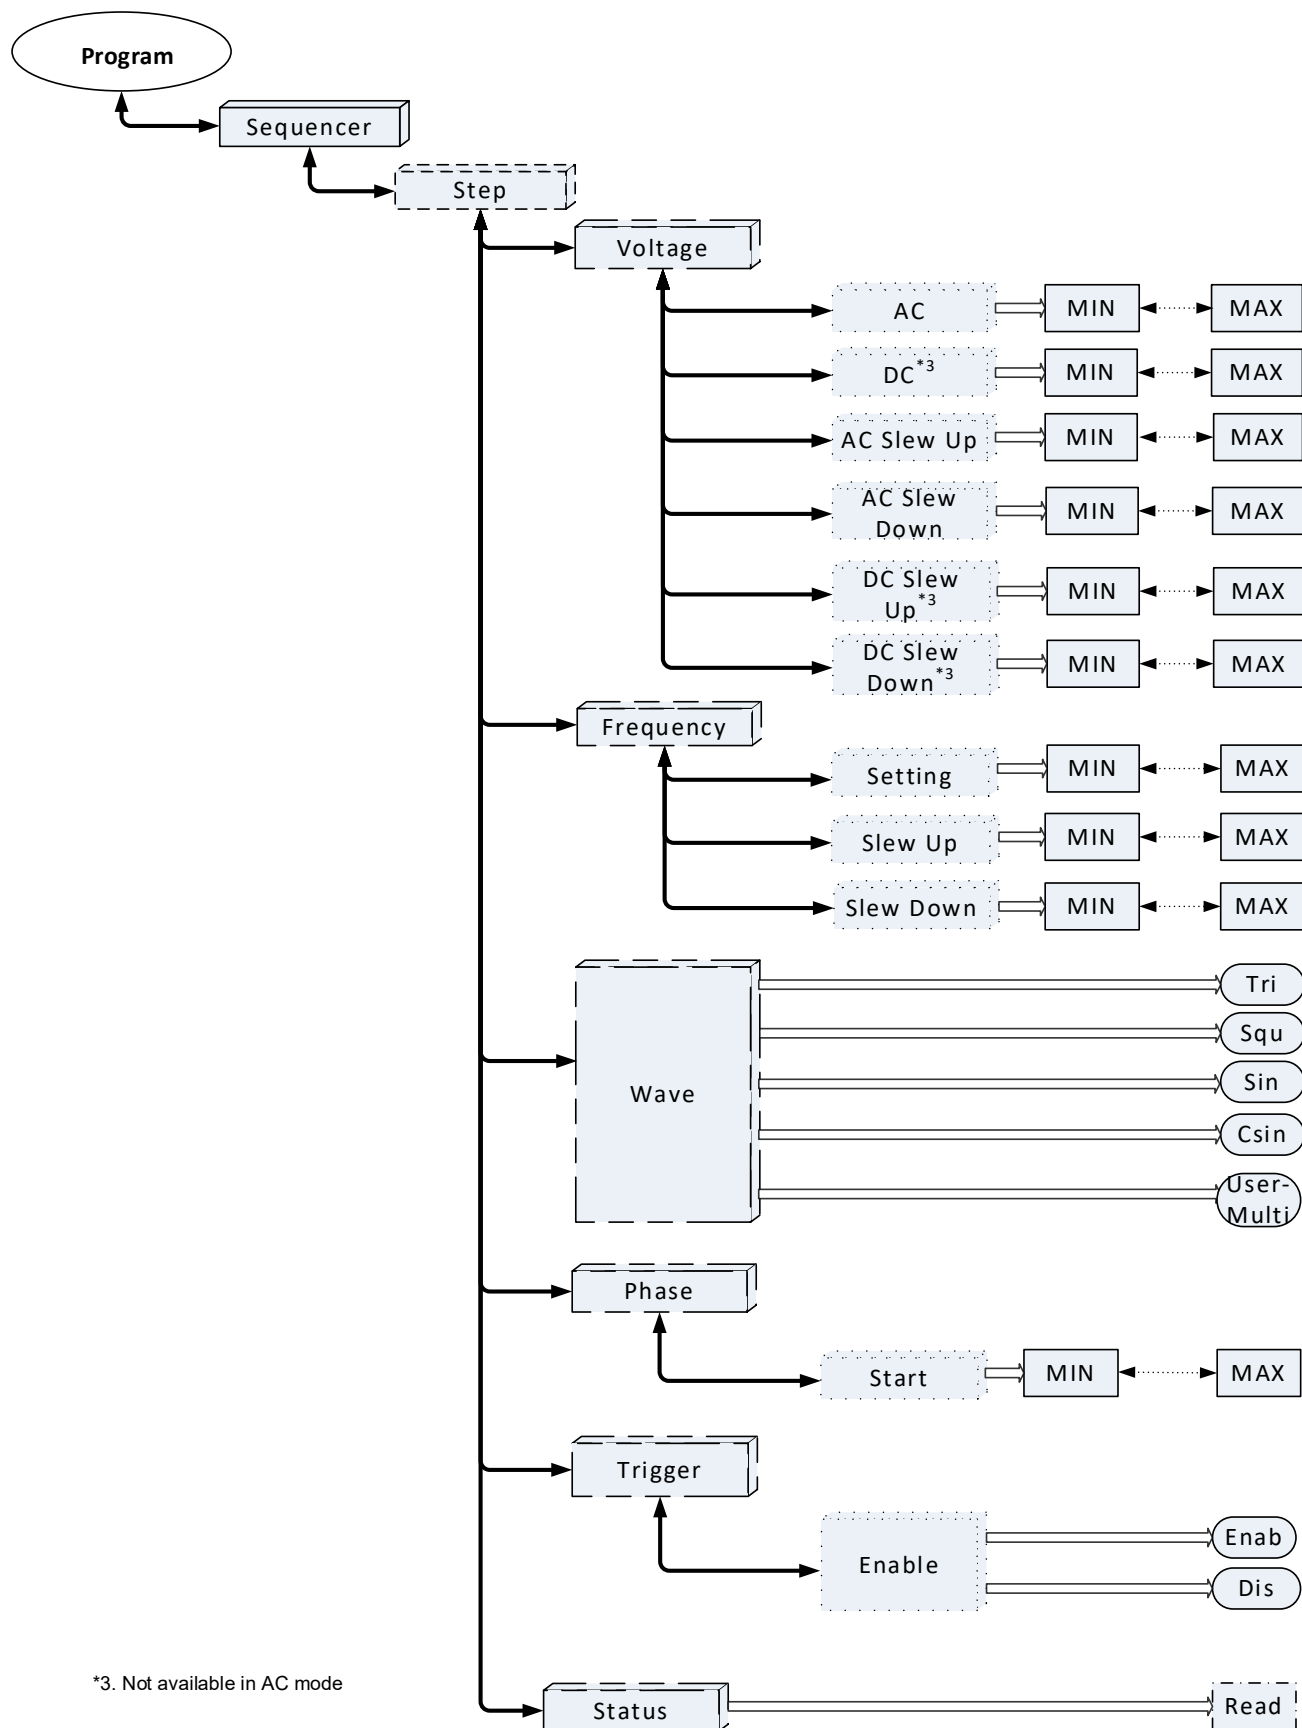 Program
Sequencer
Step
Voltage
AC
MIN
MAX
DC*3
MIN
MAX
AC Slew Up
MIN
MAX
AC Slew
Down
MIN
MAX
DC Slew
Up*3
MIN
MAX
DC Slew
Down*3
MIN
MAX
Frequency
Setting
MIN
MAX
Slew Up
MIN
MAX
Slew Down
MIN
MAX
Wave
Tri
Squ
Sin
Csin
User-
Multi
Phase
Start
MIN
MAX
Trigger
Enable
Enab
Dis
*3. Not available in AC mode
Status
Read